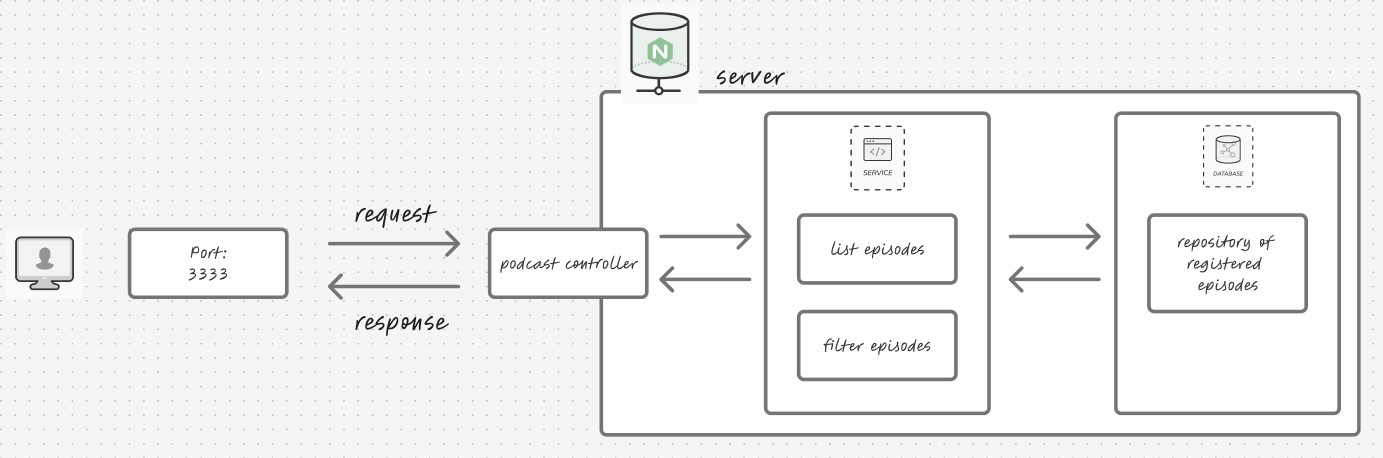 N
server
SERVICE
DATABASE
request
Port:
3333
podcast controller
response
list episodes
filter episodes
repository of
registered
episodes